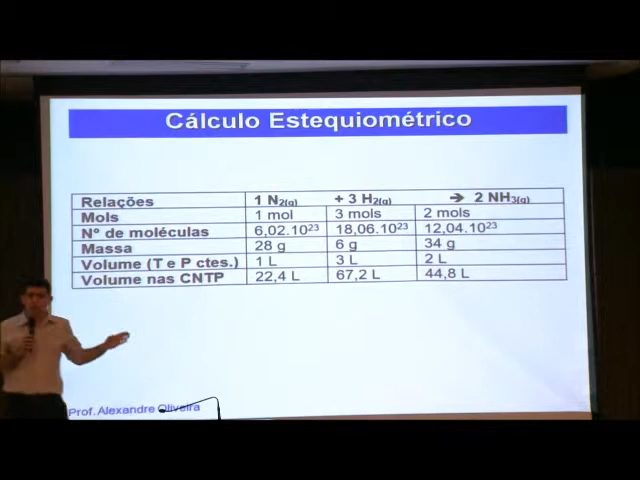 Cálculo Estequiométrico
Relações 1 N2(g) + 3 H2(g) ➔ 2 NH3(g)
Mols 1 mol 3 mols 2 mols
Nº de moléculas 6,02.10²³ 18,06.10²³ 12,04.10²³
Massa 28 g 6 g 34 g
Volume (T e P ctes.) 1 L 3 L 2 L
Volume nas CNTP 22,4 L 67,2 L 44,8 L
Prof. Alexandre Oliveira